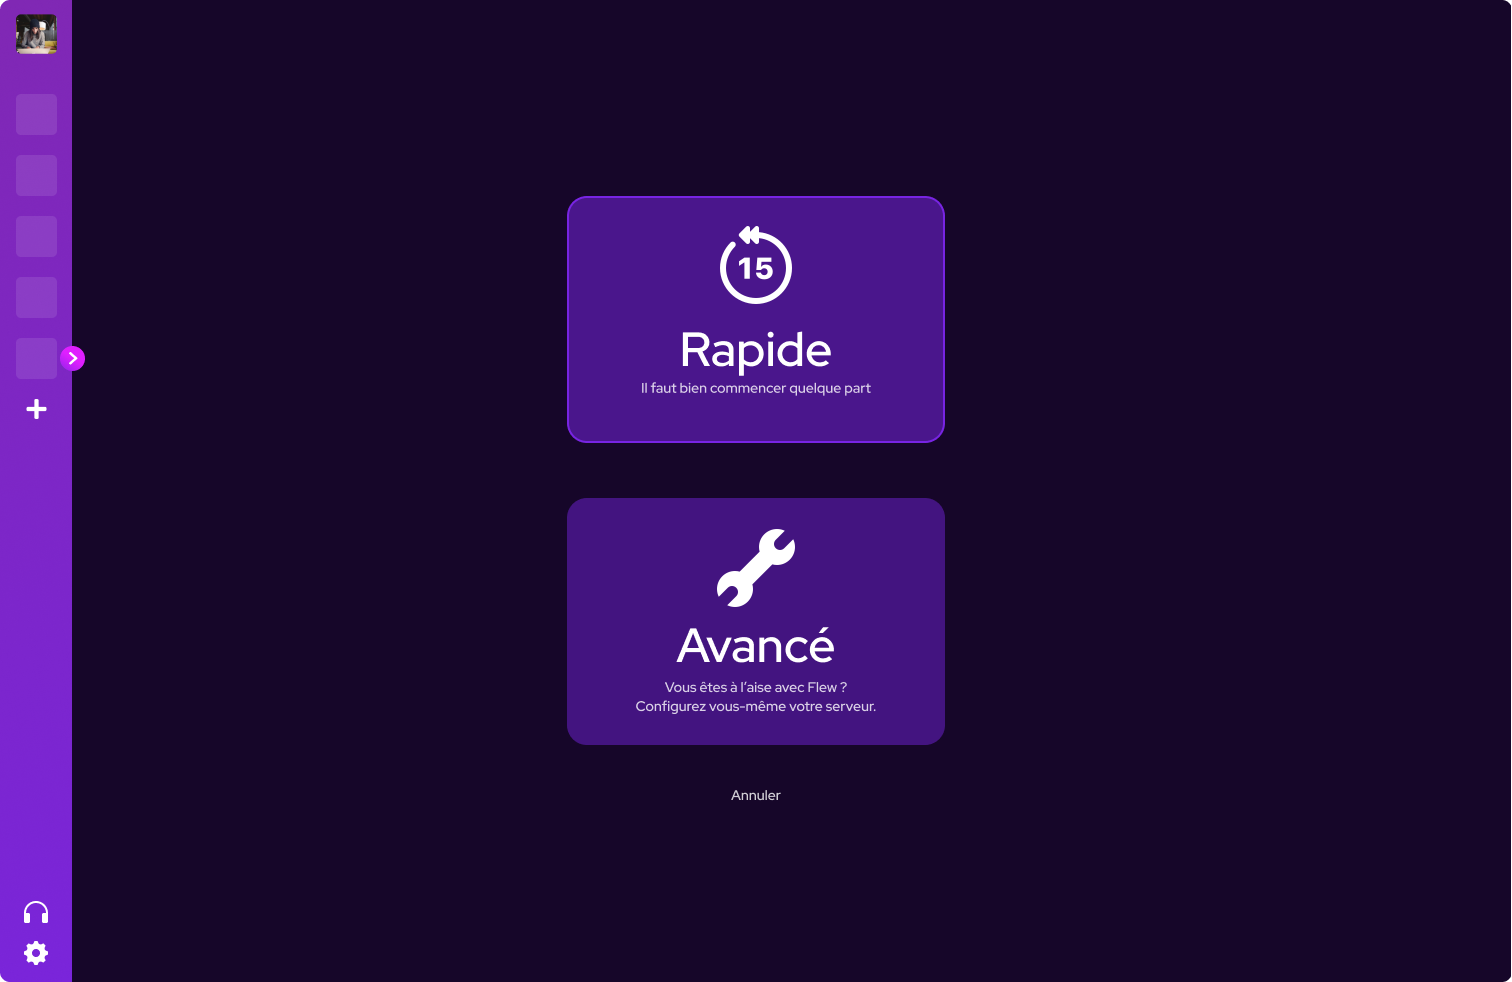 15
Rapide
Il faut bien commencer quelque part
Avancé
Vous êtes à l’aise avec Flew ?
Configurez vous-même votre serveur.
Annuler